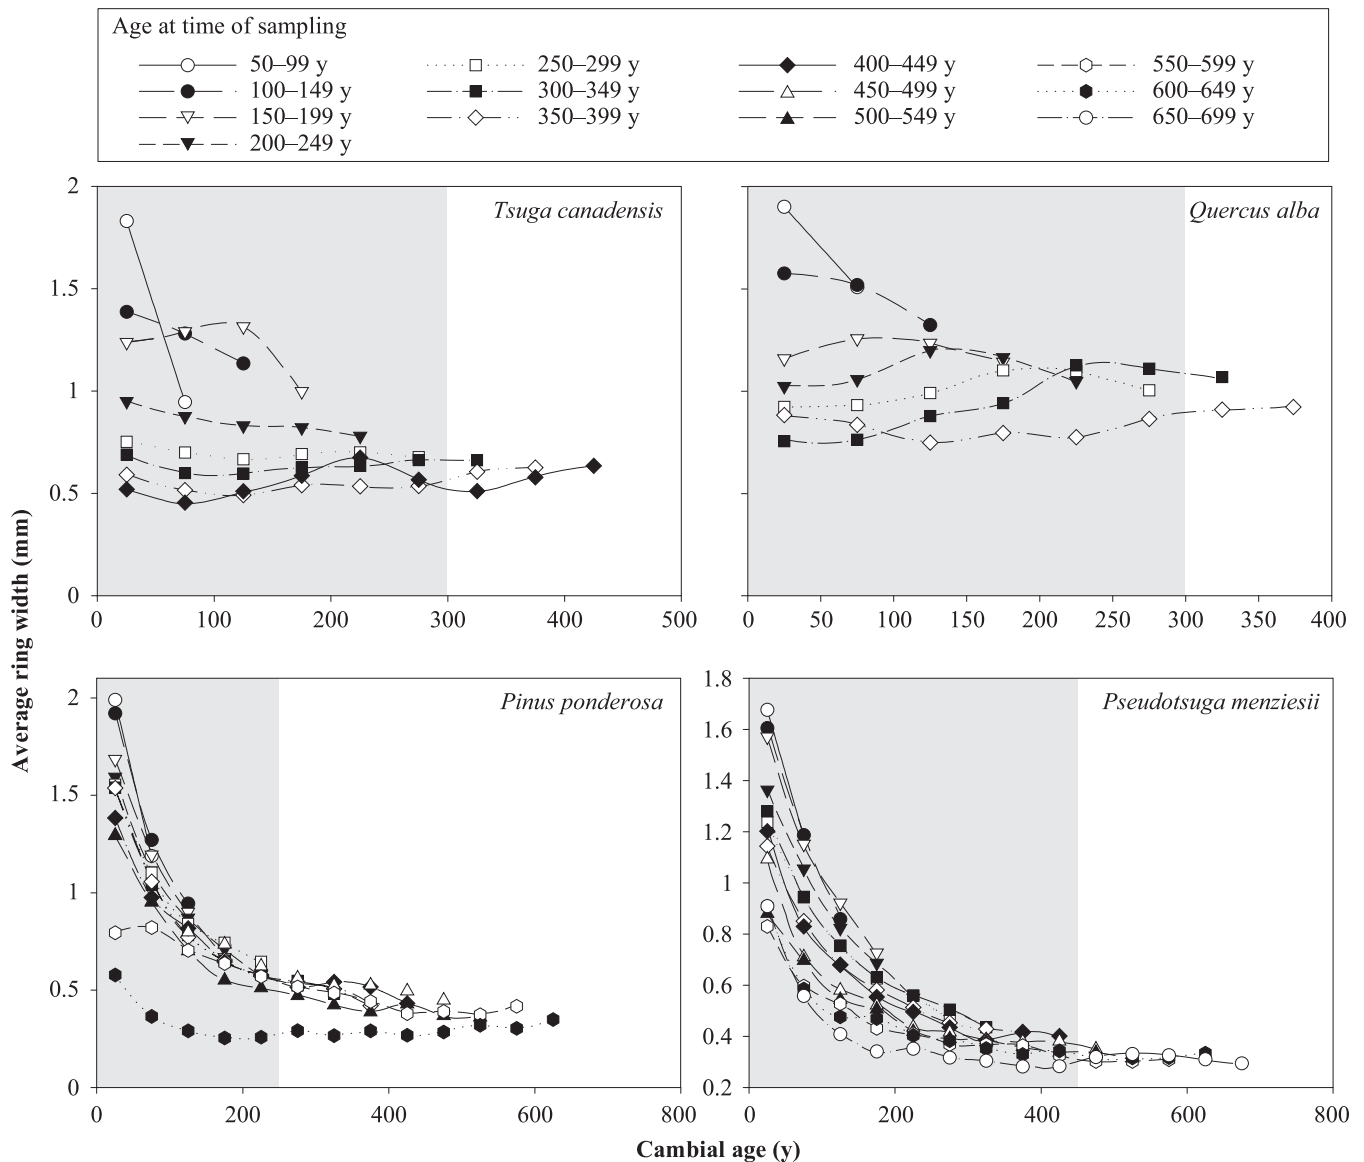 Age at time of sampling
50–99 y
250–299 y
400–449 y
550–599 y
100–149 y
300–349 y
450–499 y
600–649 y
150–199 y
350–399 y
500–549 y
650–699 y
200–249 y
Average ring width (mm)
Tsuga canadensis
2
1.5
1
0.5
0
0 100 200 300 400 500
Quercus alba
0 50 100 150 200 250 300 350 400
Pinus ponderosa
2
1.5
1
0.5
0
0 200 400 600 800
Pseudotsuga menziesii
1.8
1.6
1.4
1.2
1
0.8
0.6
0.4
0.2
0 200 400 600 800
Cambial age (y)